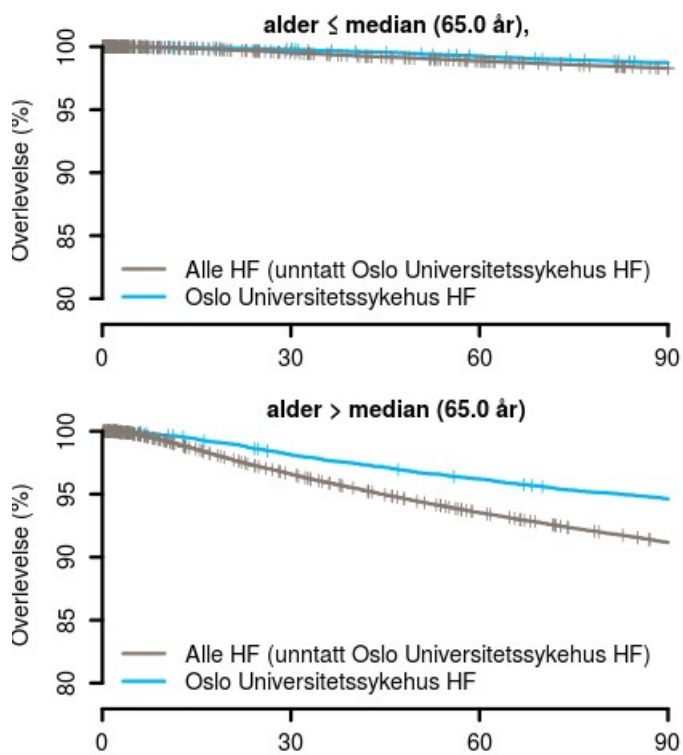 alder ≤ median (65.0 år),
Overlevelse (%)
100
95
90
85
80
Alle HF (unntatt Oslo Universitetssykehus HF)
Oslo Universitetssykehus HF
0 30 60 90
alder > median (65.0 år)
Overlevelse (%)
100
95
90
85
80
Alle HF (unntatt Oslo Universitetssykehus HF)
Oslo Universitetssykehus HF
0 30 60 90